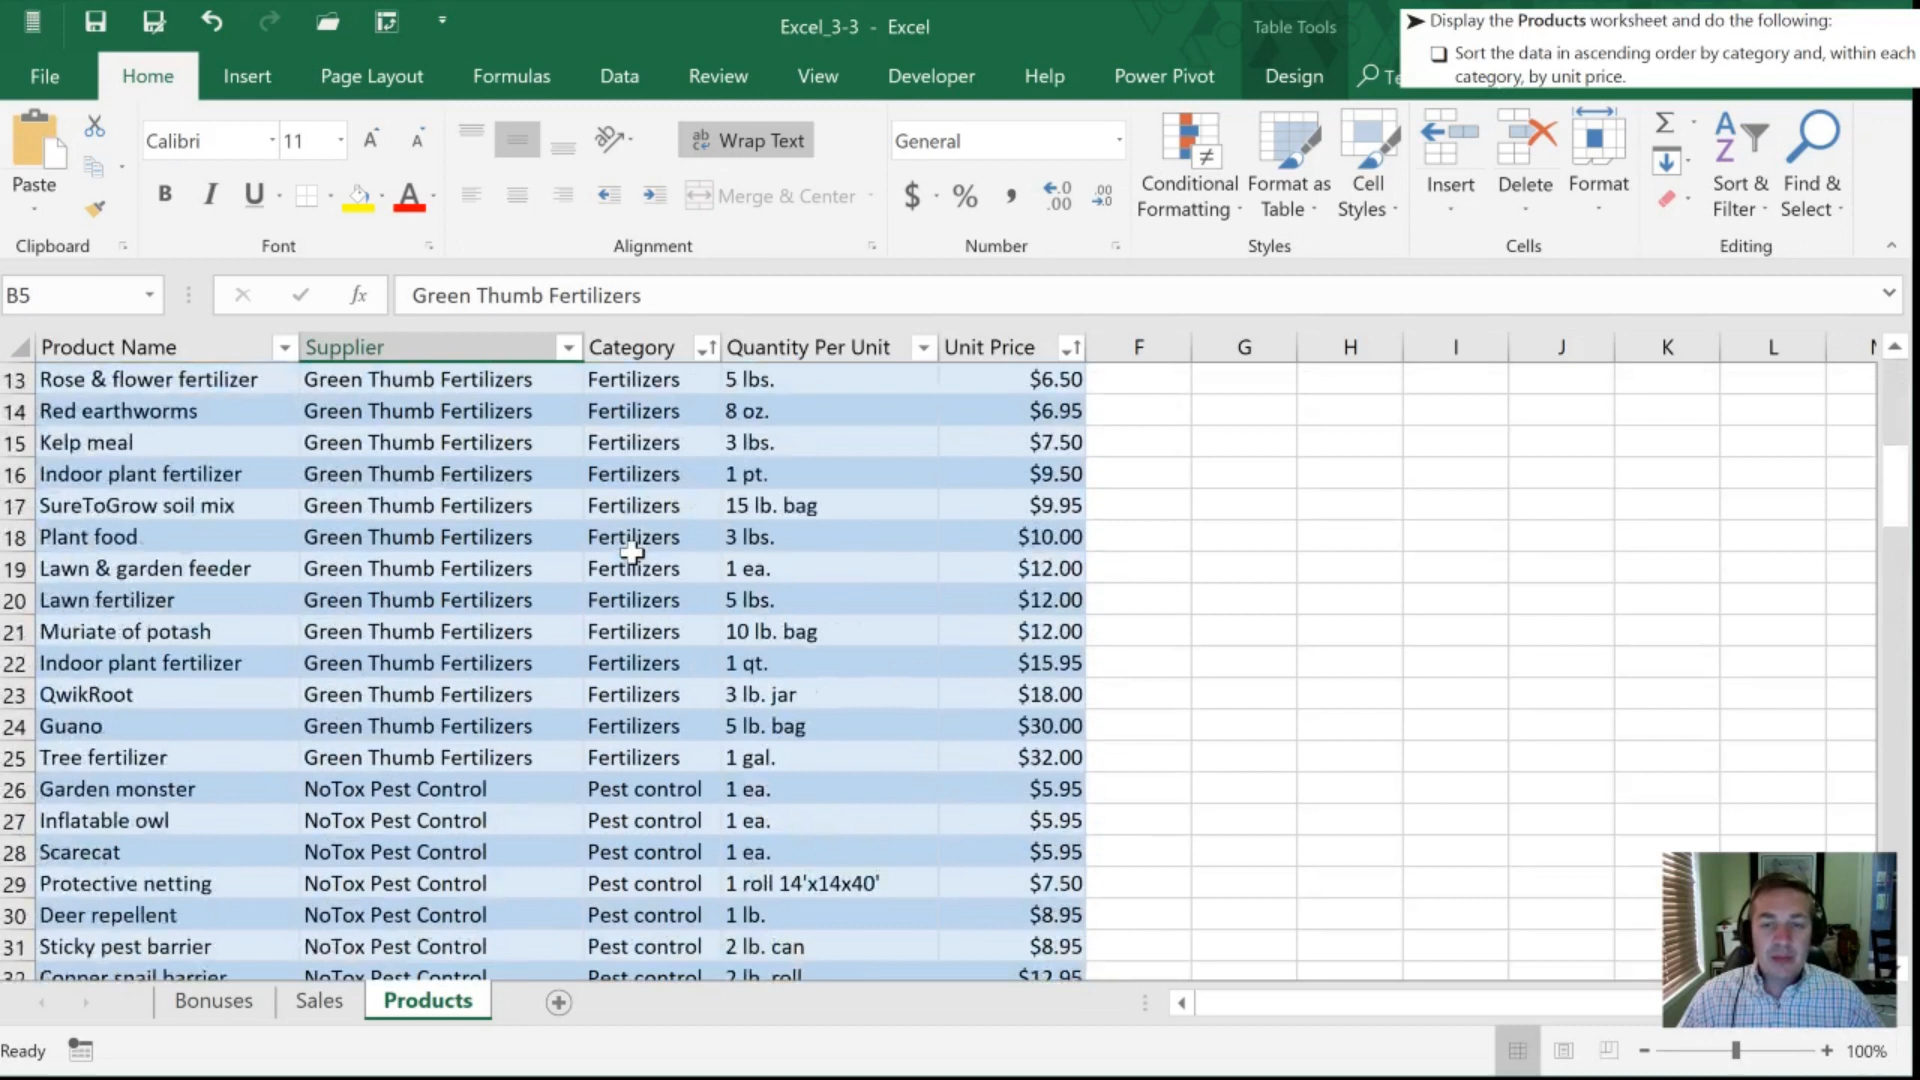 Excel_3-3 - Excel
Table Tools
Display the Products worksheet and do the following:
Sort the data in ascending order by category and, within each
category, by unit price.
File Home Insert Page Layout Formulas Data Review View Developer Help Power Pivot Design
Calibri 11 Wrap Text General
Paste Merge & Center Conditional Formatting Format as Table Cell Styles Insert Delete Format Sort & Filter Find & Select
Clipboard Font Alignment Number Styles Cells Editing
B5 fx Green Thumb Fertilizers
Product Name Supplier Category Quantity Per Unit Unit Price F G H I J K L
13 Rose & flower fertilizer Green Thumb Fertilizers Fertilizers 5 lbs. $6.50
14 Red earthworms Green Thumb Fertilizers Fertilizers 8 oz. $6.95
15 Kelp meal Green Thumb Fertilizers Fertilizers 3 lbs. $7.50
16 Indoor plant fertilizer Green Thumb Fertilizers Fertilizers 1 pt. $9.50
17 SureToGrow soil mix Green Thumb Fertilizers Fertilizers 15 lb. bag $9.95
18 Plant food Green Thumb Fertilizers Fertilizers 3 lbs. $10.00
19 Lawn & garden feeder Green Thumb Fertilizers Fertilizers 1 ea. $12.00
20 Lawn fertilizer Green Thumb Fertilizers Fertilizers 5 lbs. $12.00
21 Muriate of potash Green Thumb Fertilizers Fertilizers 10 lb. bag $12.00
22 Indoor plant fertilizer Green Thumb Fertilizers Fertilizers 1 qt. $15.95
23 QwikRoot Green Thumb Fertilizers Fertilizers 3 lb. jar $18.00
24 Guano Green Thumb Fertilizers Fertilizers 5 lb. bag $30.00
25 Tree fertilizer Green Thumb Fertilizers Fertilizers 1 gal. $32.00
26 Garden monster NoTox Pest Control Pest control 1 ea. $5.95
27 Inflatable owl NoTox Pest Control Pest control 1 ea. $5.95
28 Scarecat NoTox Pest Control Pest control 1 ea. $5.95
29 Protective netting NoTox Pest Control Pest control 1 roll 14'x14x40' $7.50
30 Deer repellent NoTox Pest Control Pest control 1 lb. $8.95
31 Sticky pest barrier NoTox Pest Control Pest control 2 lb. can $8.95
32 Copper snail barrier NoTox Pest Control Pest control 2 lb. roll $12.95
Bonuses Sales Products
Ready 100%